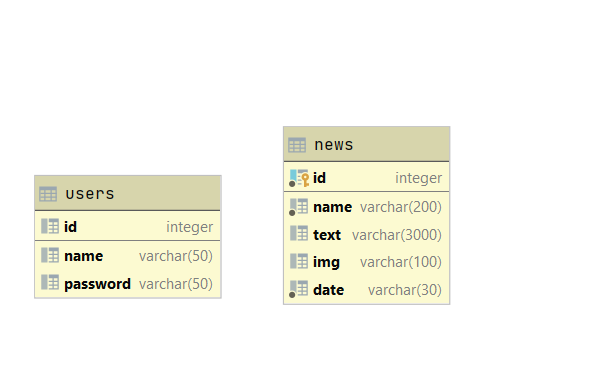 users
id integer
name varchar(50)
password varchar(50)
news
id integer
name varchar(200)
text varchar(3000)
img varchar(100)
date varchar(30)